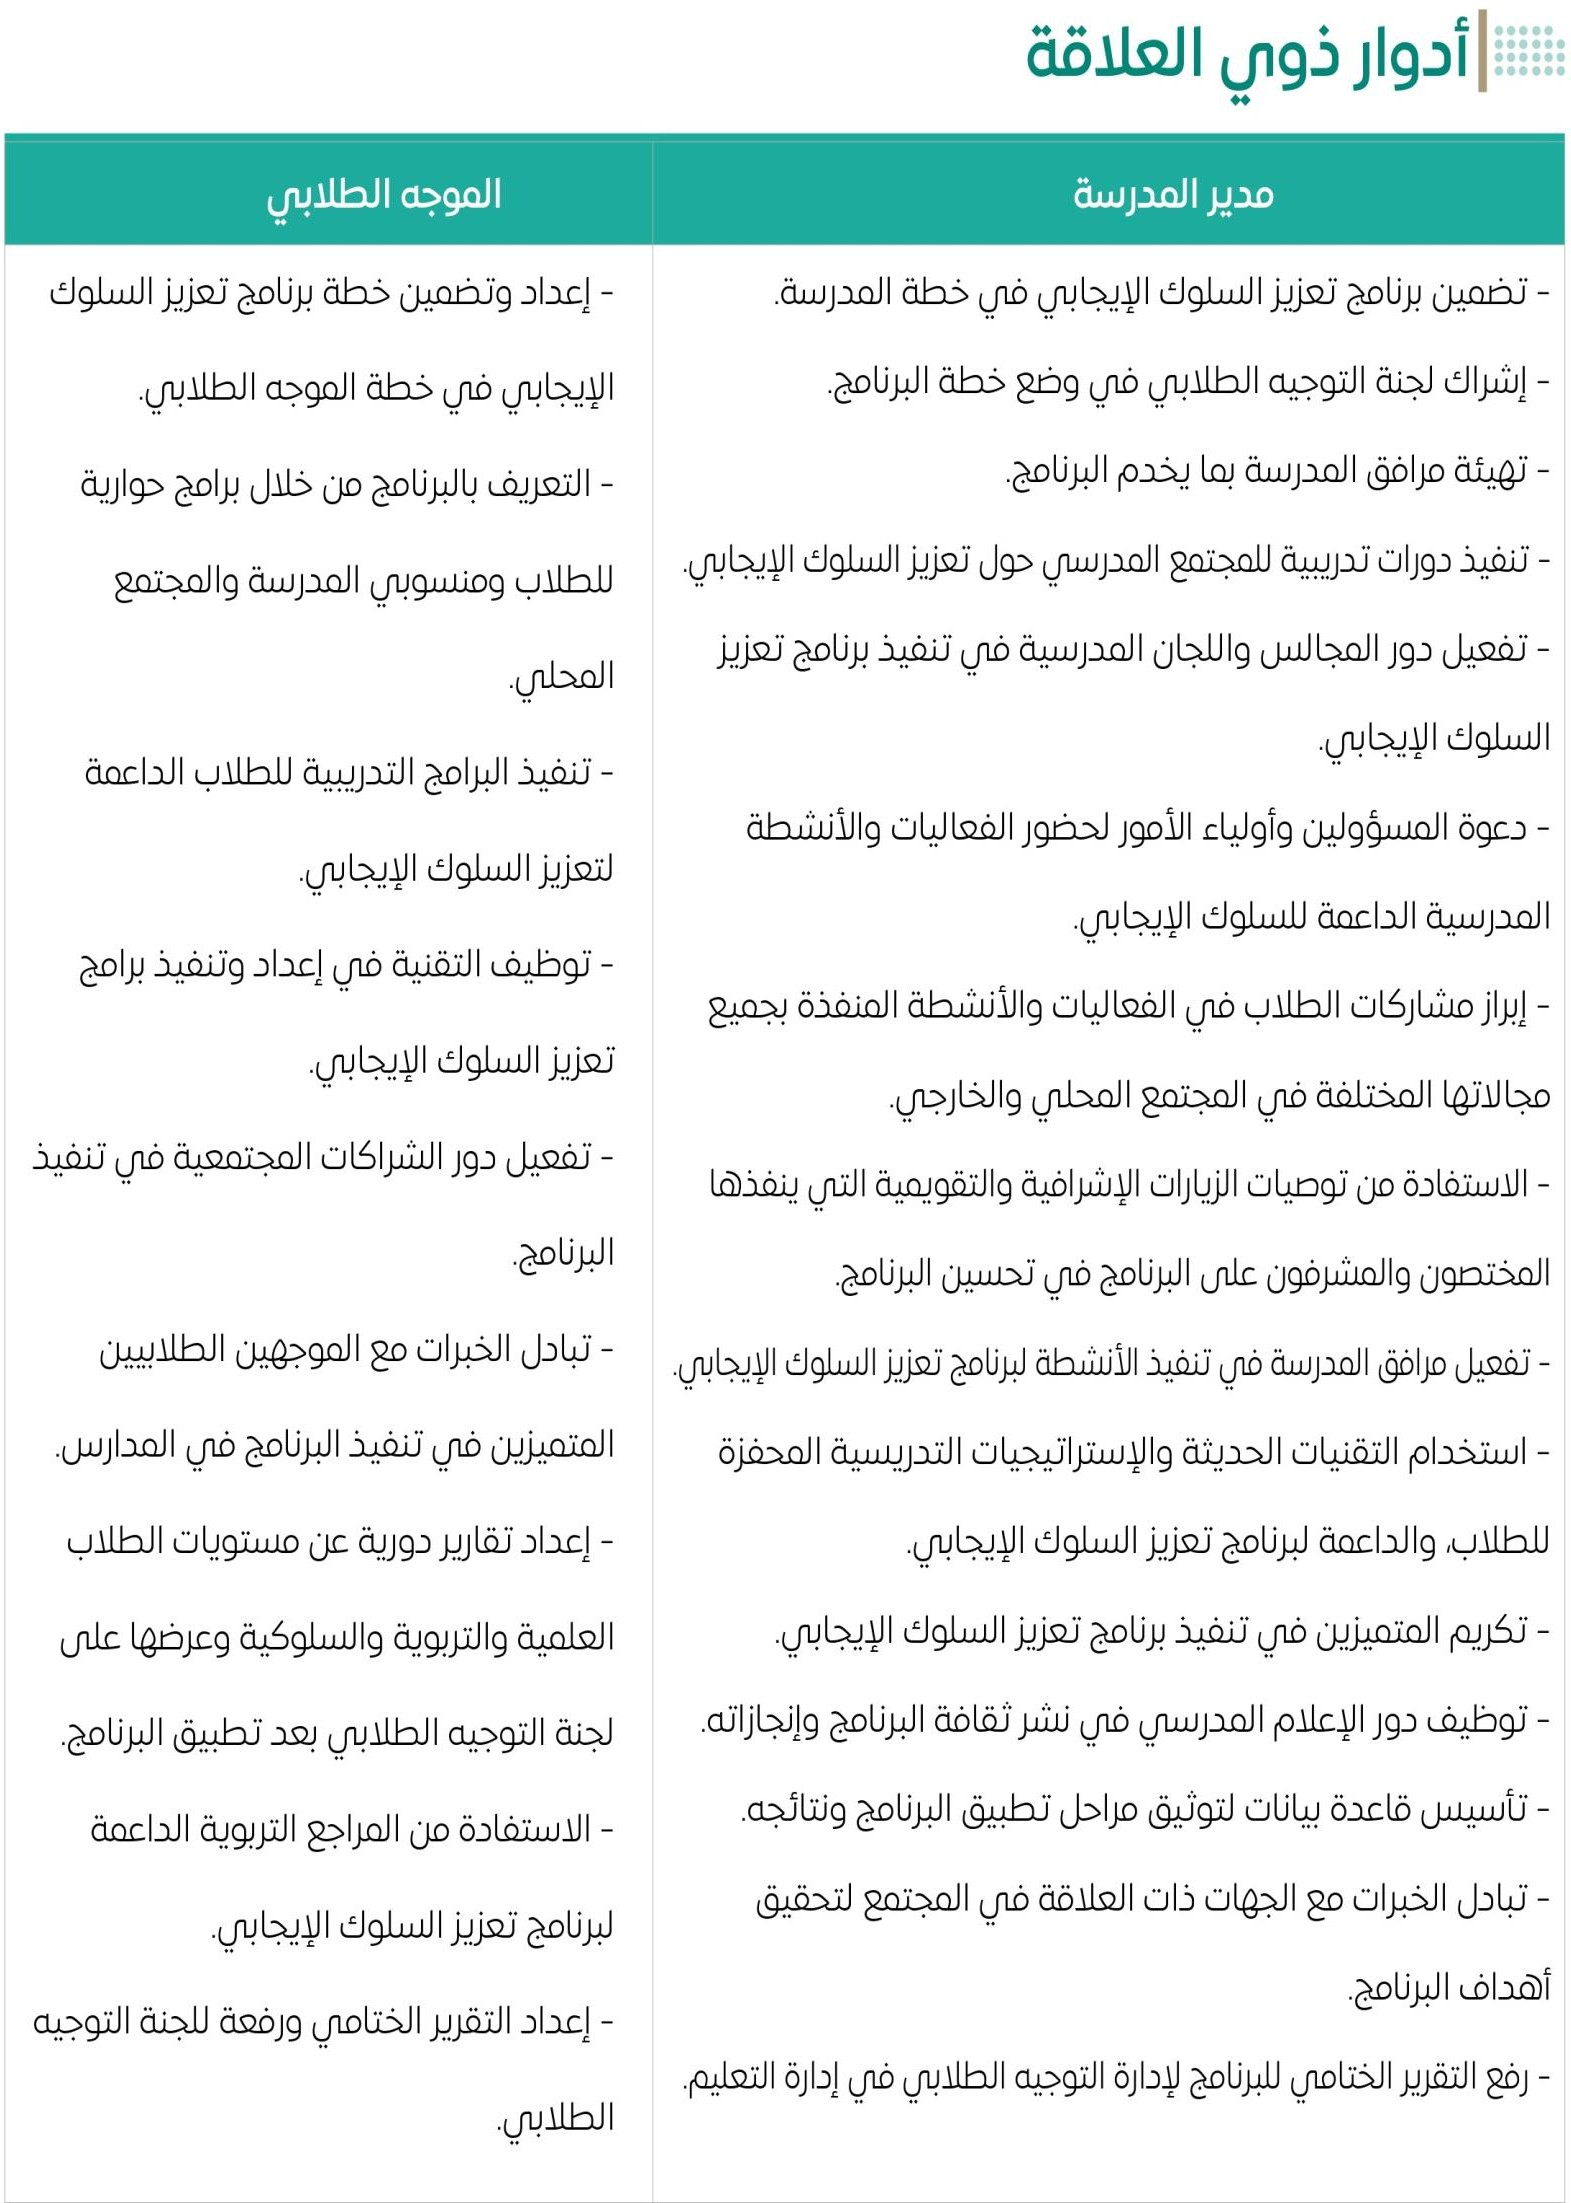 أدوار ذوي العلاقة
مدير المدرسة
- تضمين برنامج تعزيز السلوك الإيجابي في خطة المدرسة.
- إشراك لجنة التوجيه الطلابي في وضع خطة البرنامج.
- تهيئة مرافق المدرسة بما يخدم البرنامج.
- تنفيذ دورات تدريبية للمجتمع المدرسي حول تعزيز السلوك الإيجابي.
- تفعيل دور المجالس واللجان المدرسية في تنفيذ برنامج تعزيز
السلوك الإيجابي.
- دعوة المسؤولين وأولياء الأمور لحضور الفعاليات والأنشطة
المدرسية الداعمة للسلوك الإيجابي.
- إبراز مشاركات الطلاب في الفعاليات والأنشطة المنفذة بجميع
مجالاتها المختلفة في المجتمع المحلي والخارجي.
- الاستفادة من توصيات الزيارات الإشرافية والتقويمية التي ينفذها
المختصون والمشرفون على البرنامج في تحسين البرنامج.
- تفعيل مرافق المدرسة في تنفيذ الأنشطة لبرنامج تعزيز السلوك الإيجابي.
- استخدام التقنيات الحديثة والإستراتيجيات التدريسية المحفزة
للطلاب، والداعمة لبرنامج تعزيز السلوك الإيجابي.
- تكريم المتميزين في تنفيذ برنامج تعزيز السلوك الإيجابي.
- توظيف دور الإعلام المدرسي في نشر ثقافة البرنامج وإنجازاته.
- تأسيس قاعدة بيانات لتوثيق مراحل تطبيق البرنامج ونتائجه.
- تبادل الخبرات مع الجهات ذات العلاقة في المجتمع لتحقيق
أهداف البرنامج.
- رفع التقرير الختامي للبرنامج لإدارة التوجيه الطلابي في إدارة التعليم.
الموجه الطلابي
- إعداد وتضمين خطة برنامج تعزيز السلوك
الإيجابي في خطة الموجه الطلابي.
- التعريف بالبرنامج من خلال برامج حوارية
للطلاب ومنسوبي المدرسة والمجتمع
المحلي.
- تنفيذ البرامج التدريبية للطلاب الداعمة
لتعزيز السلوك الإيجابي.
- توظيف التقنية في إعداد وتنفيذ برامج
تعزيز السلوك الإيجابي.
- تفعيل دور الشراكات المجتمعية في تنفيذ
البرنامج.
- تبادل الخبرات مع الموجهين الطلابيين
المتميزين في تنفيذ البرنامج في المدارس.
- إعداد تقارير دورية عن مستويات الطلاب
العلمية والتربوية والسلوكية وعرضها على
لجنة التوجيه الطلابي بعد تطبيق البرنامج.
- الاستفادة من المراجع التربوية الداعمة
لبرنامج تعزيز السلوك الإيجابي.
- إعداد التقرير الختامي ورفعة للجنة التوجيه
الطلابي.